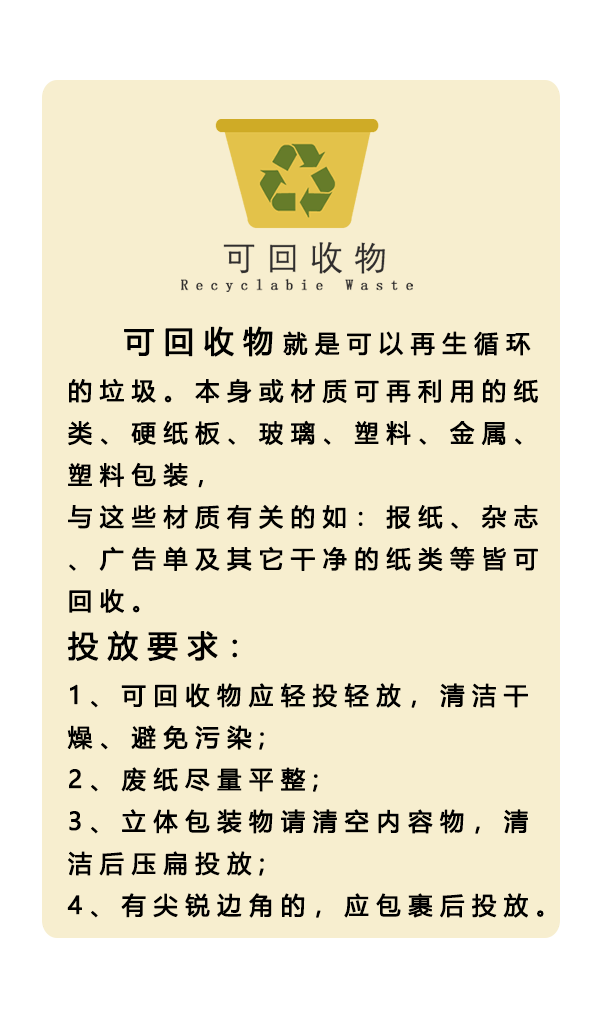 可回收物
Recyclabie Waste
可回收物就是可以再生循环
的垃圾。本身或材质可再利用的纸
类、硬纸板、玻璃、塑料、金属、
塑料包装，
与这些材质有关的如：报纸、杂志
、广告单及其它干净的纸类等皆可
回收。
投放要求：
1、可回收物应轻投轻放，清洁干
燥、避免污染；
2、废纸尽量平整；
3、立体包装物请清空内容物，清
洁后压扁投放；
4、有尖锐边角的，应包裹后投放。